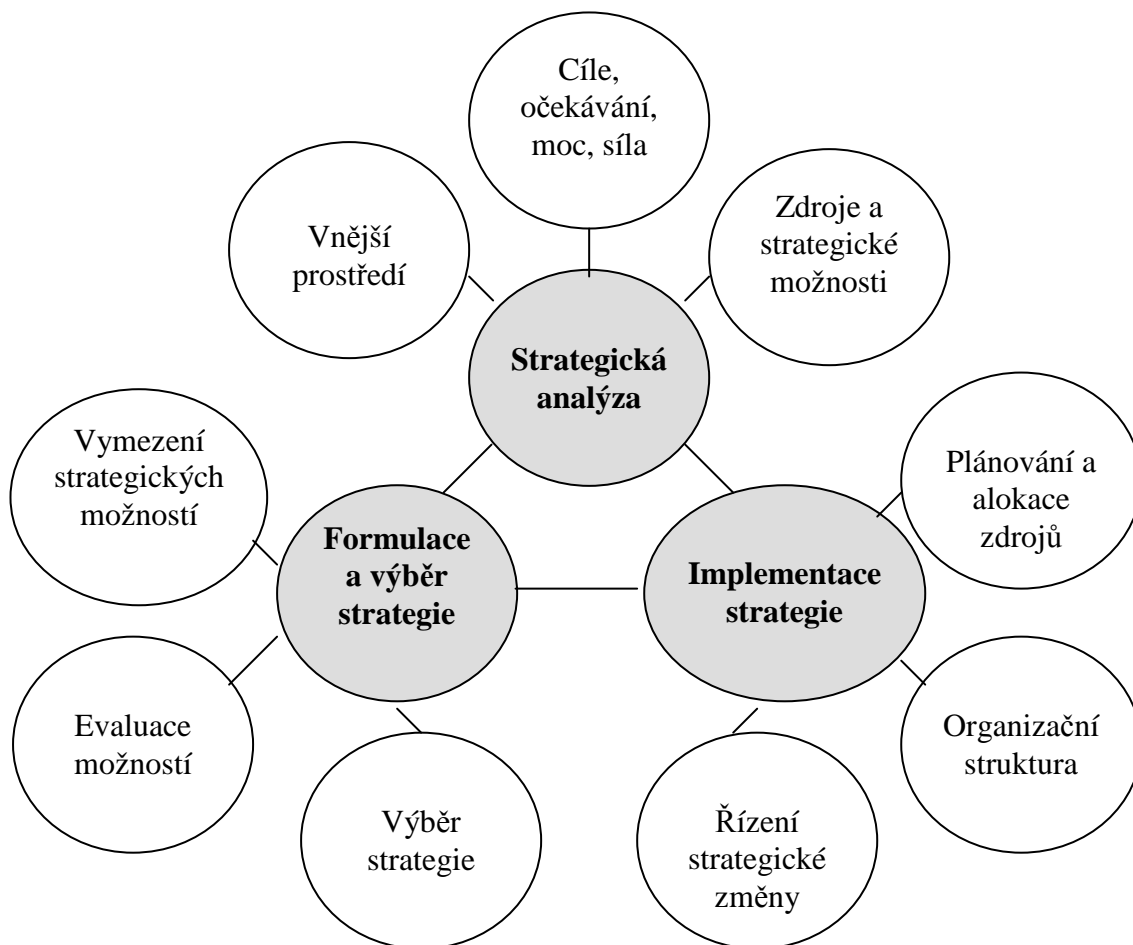 Cíle,
očekávání,
moc, síla
Vnější
prostředí
Zdroje a
strategické
možnosti
Strategická
analýza
Vymezení
strategických
možností
Plánování a
alokace
zdrojů
Formulace
a výběr
strategie
Implementace
strategie
Evaluace
možností
Organizační
struktura
Výběr
strategie
Řízení
strategické
změny